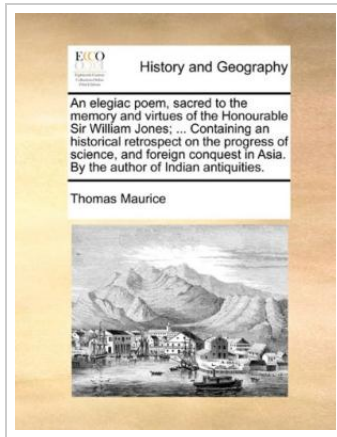 ECCO
History and Geography
An elegiac poem, sacred to the
memory and virtues of the Honourable
Sir William Jones; ... Containing an
historical retrospect on the progress of
science, and foreign conquest in Asia.
By the author of Indian antiquities.
Thomas Maurice